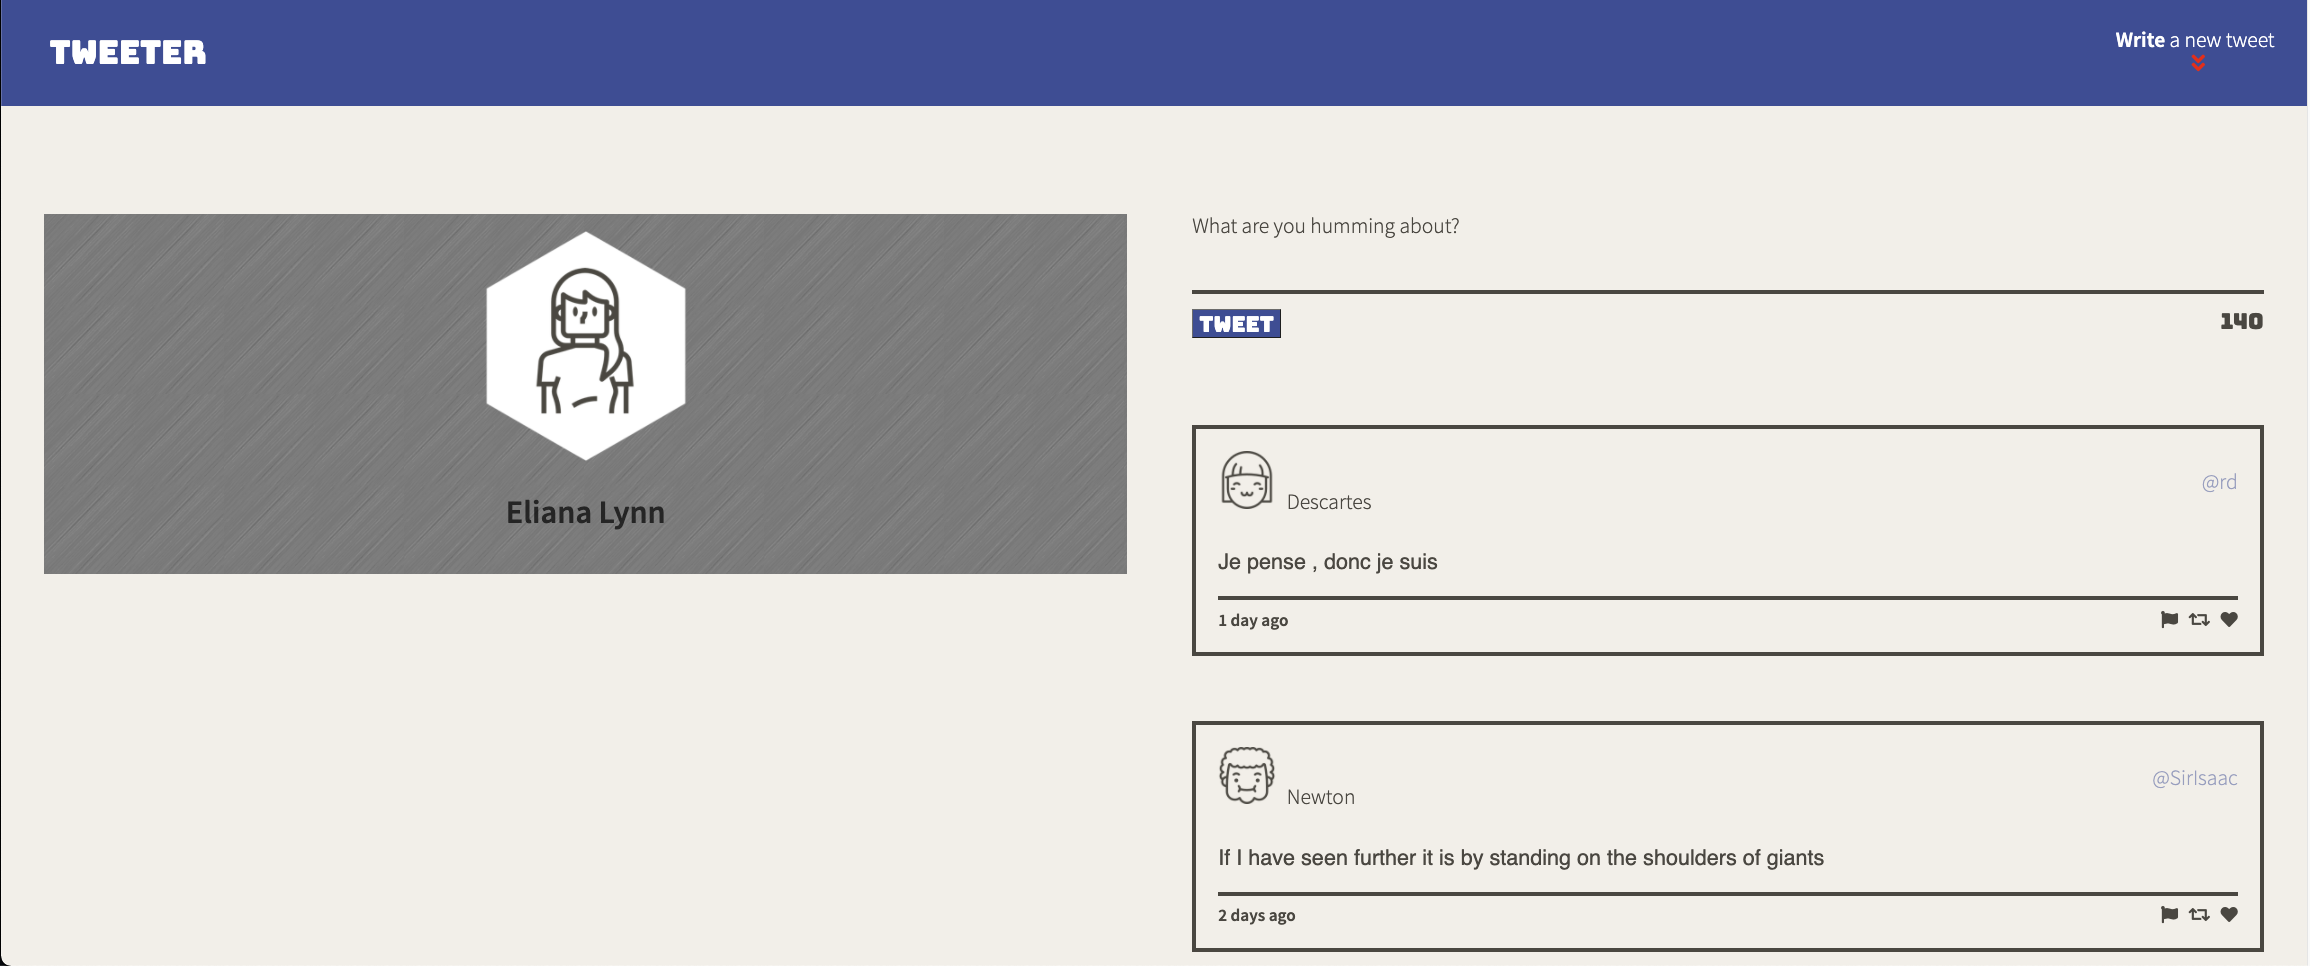 TWEETER
Write a new tweet
Eliana Lynn
What are you humming about?
TWEET
140
Descartes
@rd
Je pense , donc je suis
1 day ago
Newton
@SirIsaac
If I have seen further it is by standing on the shoulders of giants
2 days ago